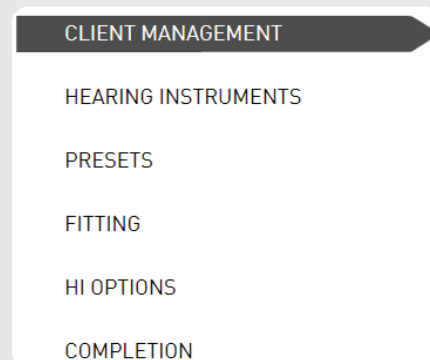 CLIENT MANAGEMENT
HEARING INSTRUMENTS
PRESETS
FITTING
HI OPTIONS
COMPLETION